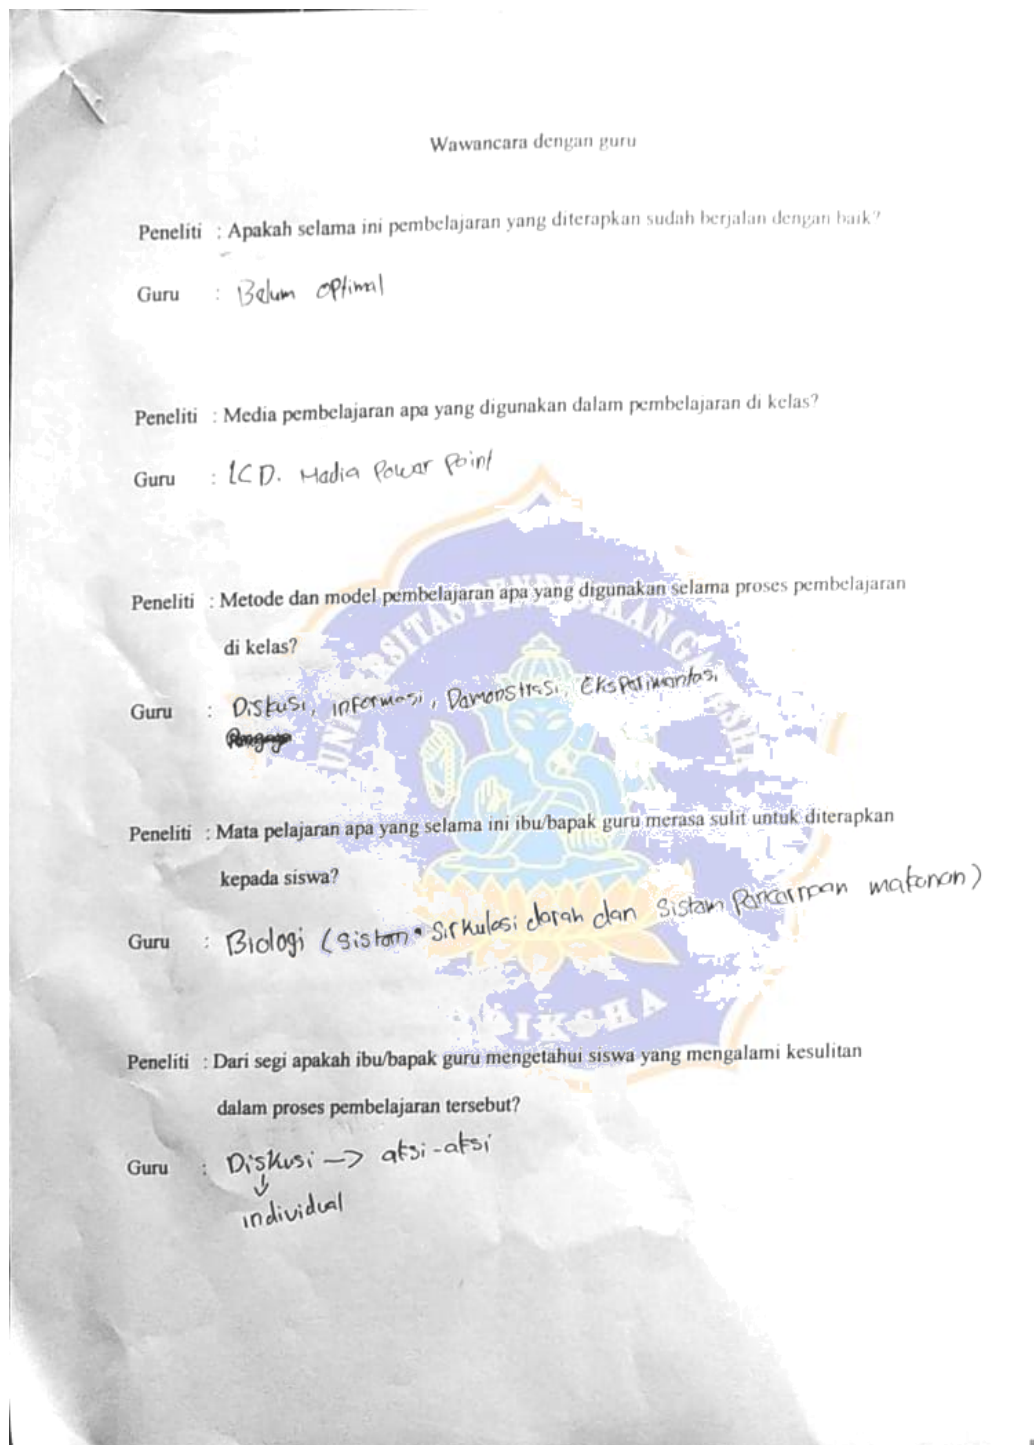 Wawancara dengan guru
Peneliti : Apakah selama ini pembelajaran yang diterapkan sudah berjalan dengan baik?
Guru : Belum optimal
Peneliti : Media pembelajaran apa yang digunakan dalam pembelajaran di kelas?
Guru : LCD. Media Power Point
Peneliti : Metode dan model pembelajaran apa yang digunakan selama proses pembelajaran
di kelas?
Guru : Diskusi, informasi, Demonstrasi, Eksperimentasi
Peneliti : Mata pelajaran apa yang selama ini ibu/bapak guru merasa sulit untuk diterapkan
kepada siswa?
Guru : Biologi (sistem sirkulasi darah dan sistem pencernaan makanan)
Peneliti : Dari segi apakah ibu/bapak guru mengetahui siswa yang mengalami kesulitan
dalam proses pembelajaran tersebut?
Guru : Diskusi → aksi-aksi
↓
individual